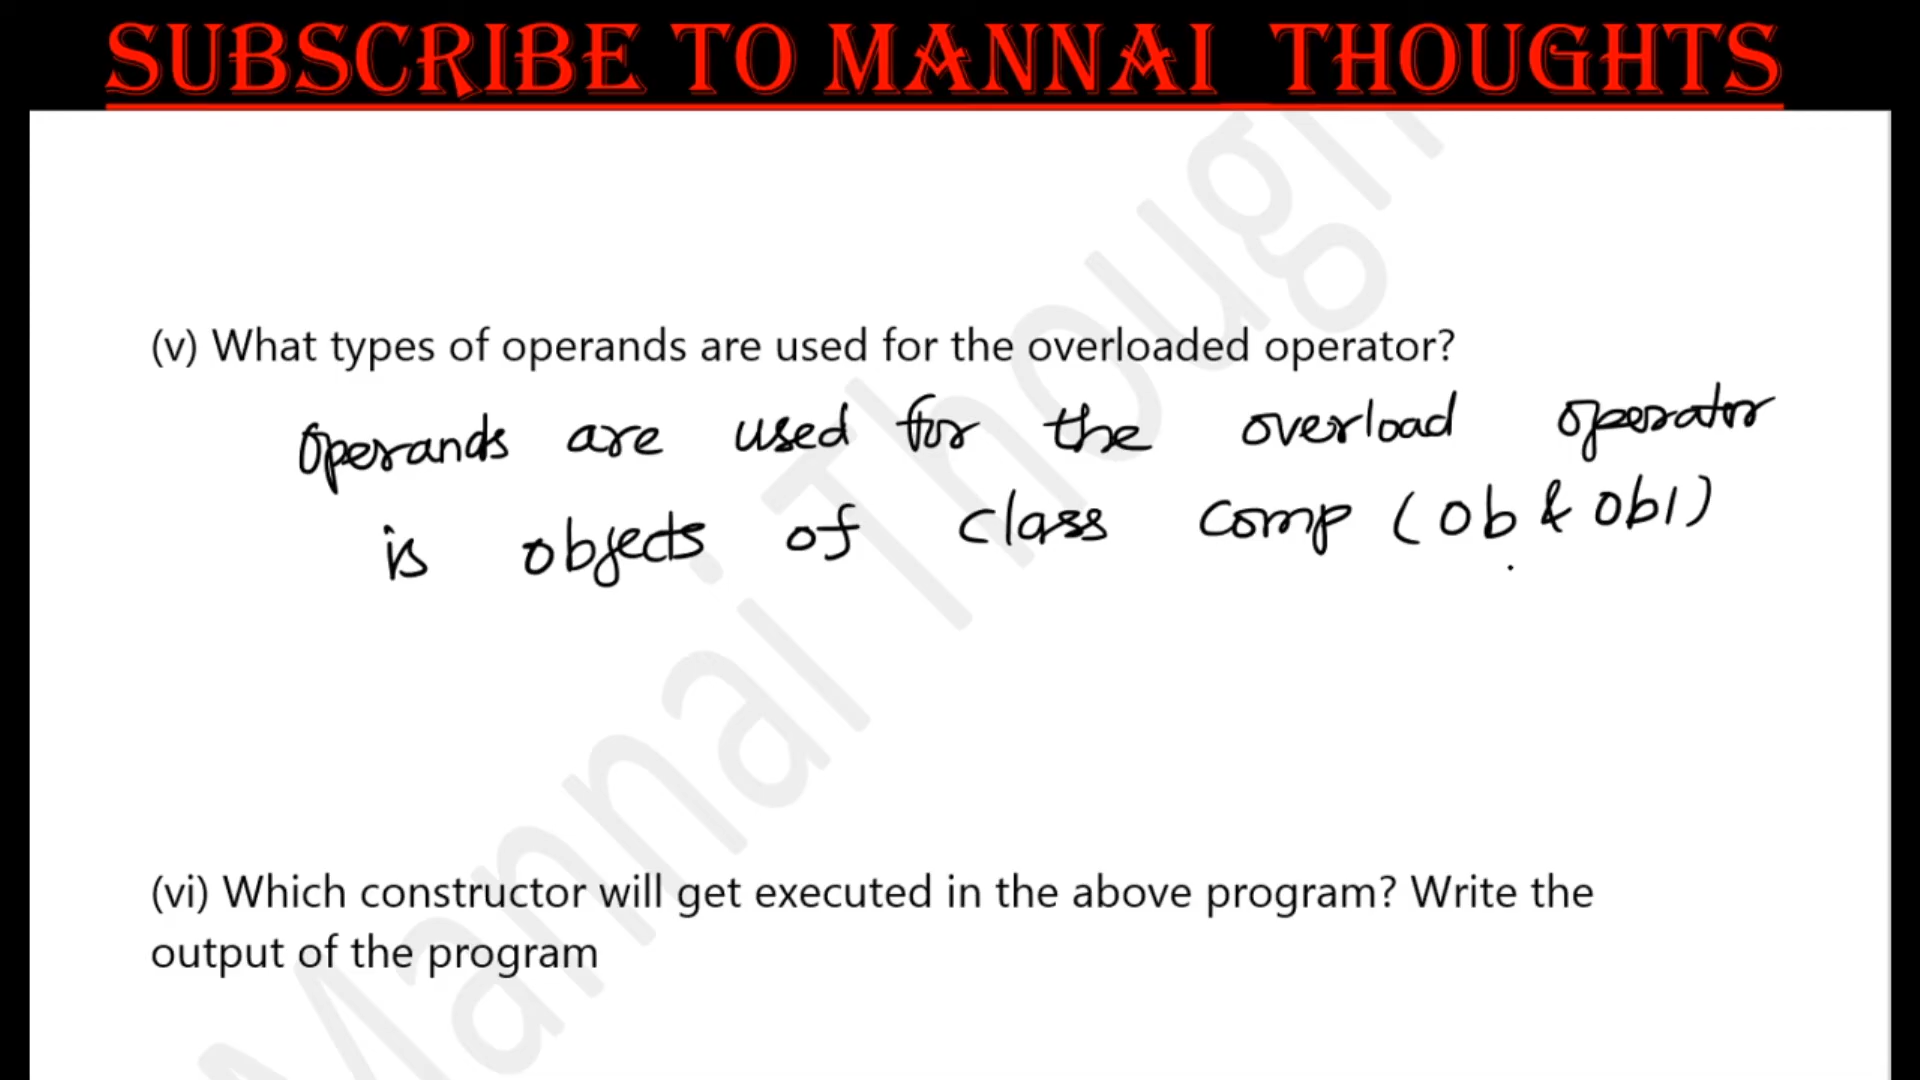 SUBSCRIBE TO MANNAI THOUGHTS
(v) What types of operands are used for the overloaded operator?
Operands are used for the overload operator
is objects of class comp (ob & ob1)
(vi) Which constructor will get executed in the above program? Write the
output of the program
Mannai Though